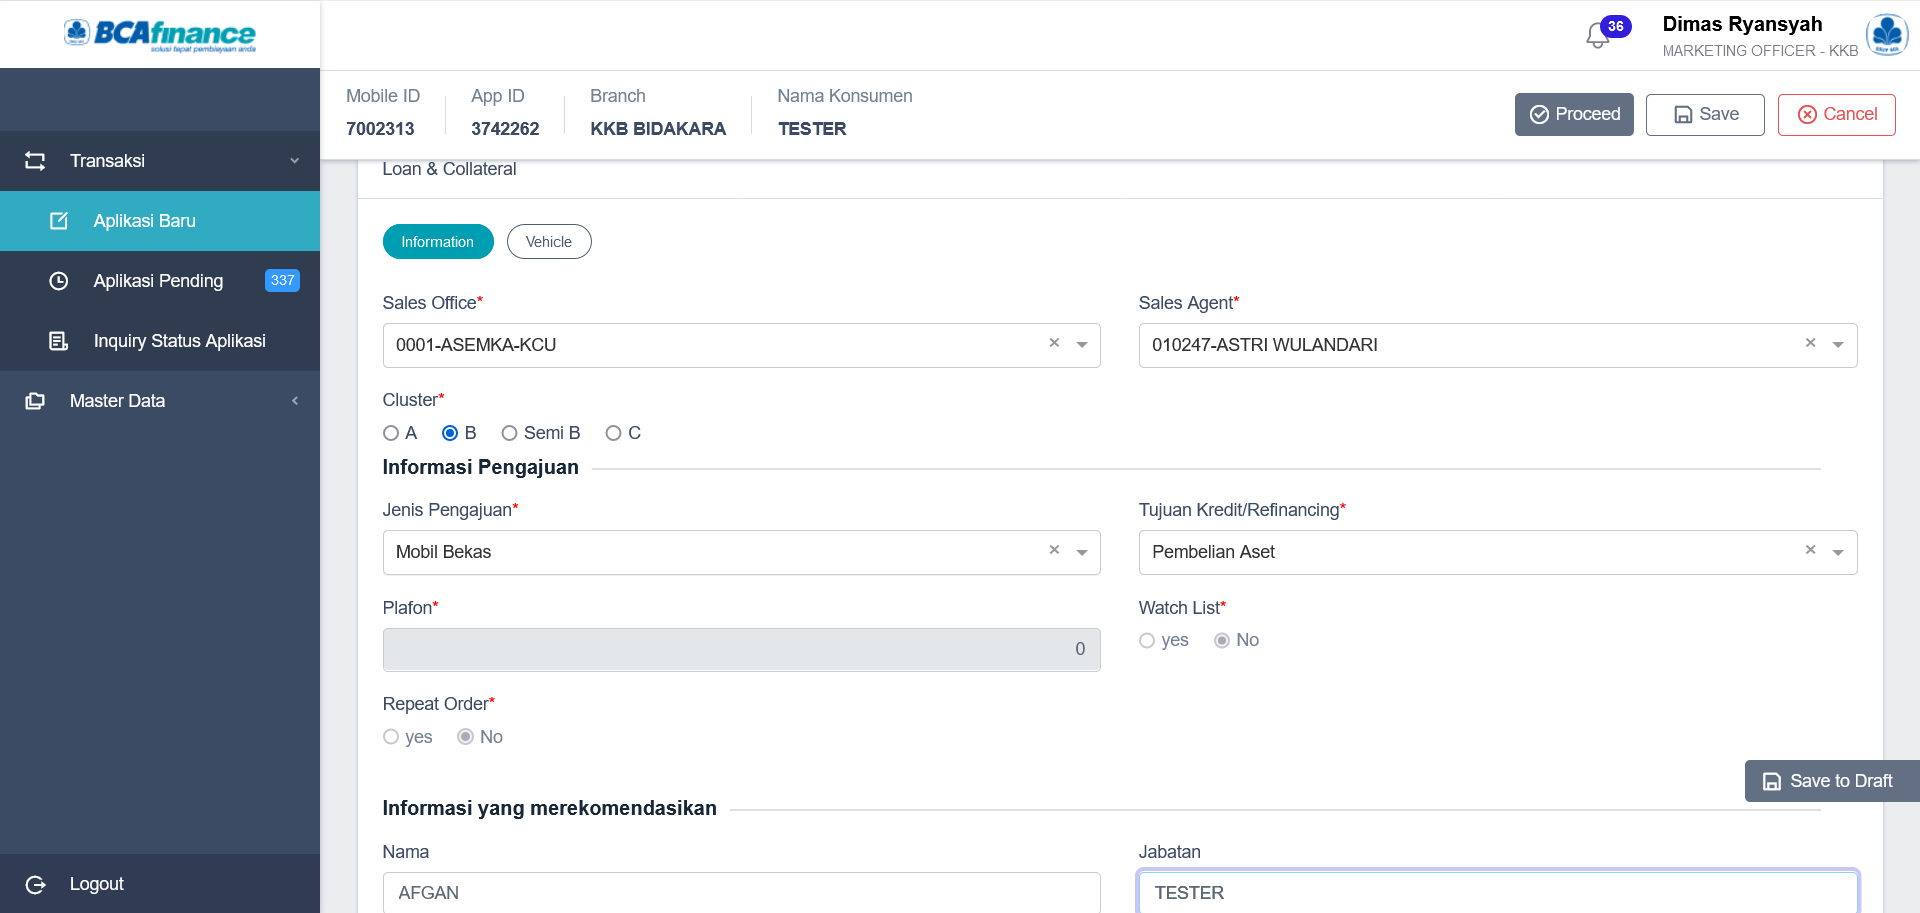 BCAfinance
solusi tepat pembiayaan anda
36
Dimas Ryansyah
MARKETING OFFICER - KKB
Mobile ID
7002313
App ID
3742262
Branch
KKB BIDAKARA
Nama Konsumen
TESTER
Proceed
Save
Cancel
Transaksi
Aplikasi Baru
Aplikasi Pending
337
Inquiry Status Aplikasi
Master Data
Logout
Loan & Collateral
Information
Vehicle
Sales Office*
0001-ASEMKA-KCU
Sales Agent*
010247-ASTRI WULANDARI
Cluster*
A
B
Semi B
C
Informasi Pengajuan
Jenis Pengajuan*
Mobil Bekas
Tujuan Kredit/Refinancing*
Pembelian Aset
Plafon*
0
Watch List*
yes
No
Repeat Order*
yes
No
Save to Draft
Informasi yang merekomendasikan
Nama
AFGAN
Jabatan
TESTER